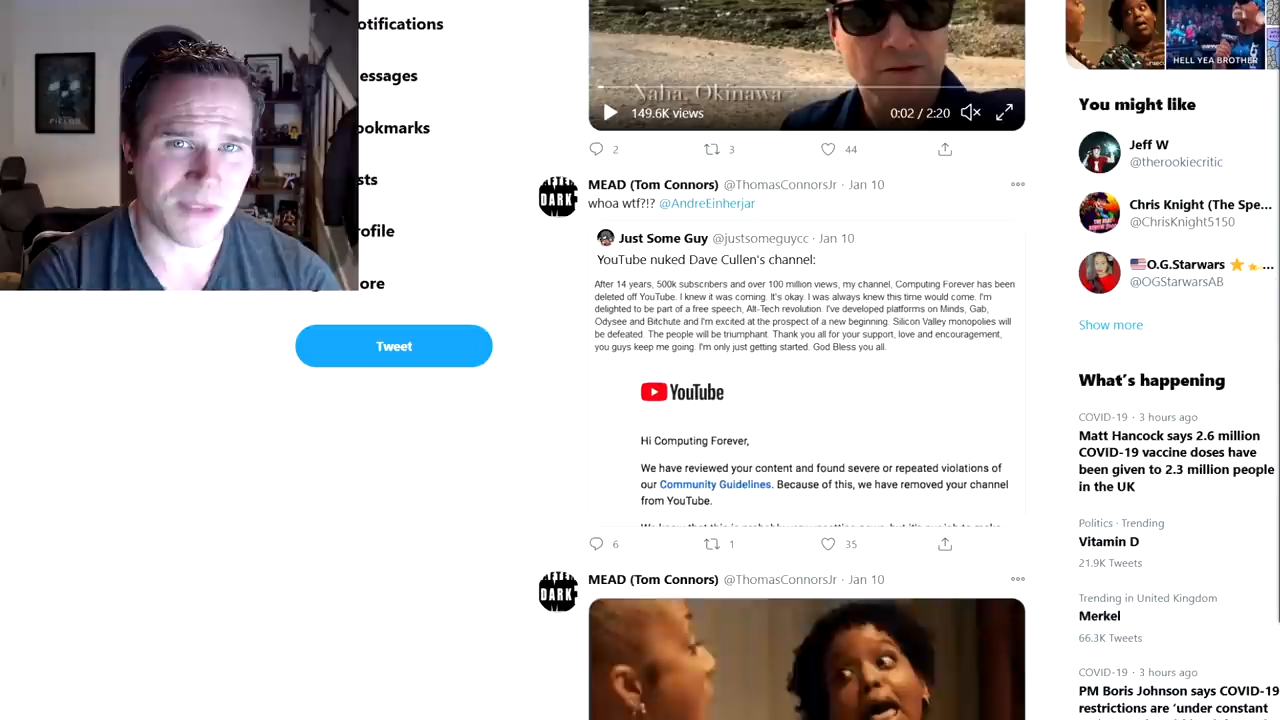 otifications
essages
ookmarks
sts
rofile
ore
Tweet
Naha, Okinawa
149.6K views
0:02 / 2:20
2
3
44
MEAD (Tom Connors) @ThomasConnorsJr · Jan 10
whoa wtf?!? @AndreEinherjar
Just Some Guy @justsomeguycc · Jan 10
YouTube nuked Dave Cullen's channel:
After 14 years, 500k subscribers and over 100 million views, my channel, Computing Forever has been
deleted off YouTube. I knew it was coming. It's okay. I was always knew this time would come. I'm
delighted to be part of a free speech, Alt-Tech revolution. I've developed platforms on Minds, Gab,
Odysee and Bitchute and I'm excited at the prospect of a new beginning. Silicon Valley monopolies will
be defeated. The people will be triumphant. Thank you all for your support, love and encouragement,
you guys keep me going. I'm only just getting started. God Bless you all.
YouTube
Hi Computing Forever,
We have reviewed your content and found severe or repeated violations of
our Community Guidelines. Because of this, we have removed your channel
from YouTube.
6
1
35
MEAD (Tom Connors) @ThomasConnorsJr · Jan 10
AFTER
DARK
HELL YEA BROTHER
You might like
Jeff W
@therookiecritic
Chris Knight (The Spe...
@ChrisKnight5150
O.G.Starwars ...
@OGStarwarsAB
Show more
What's happening
COVID-19 · 3 hours ago
Matt Hancock says 2.6 million
COVID-19 vaccine doses have
been given to 2.3 million people
in the UK
Politics · Trending
Vitamin D
21.9K Tweets
Trending in United Kingdom
Merkel
66.3K Tweets
COVID-19 · 3 hours ago
PM Boris Johnson says COVID-19
restrictions are 'under constant